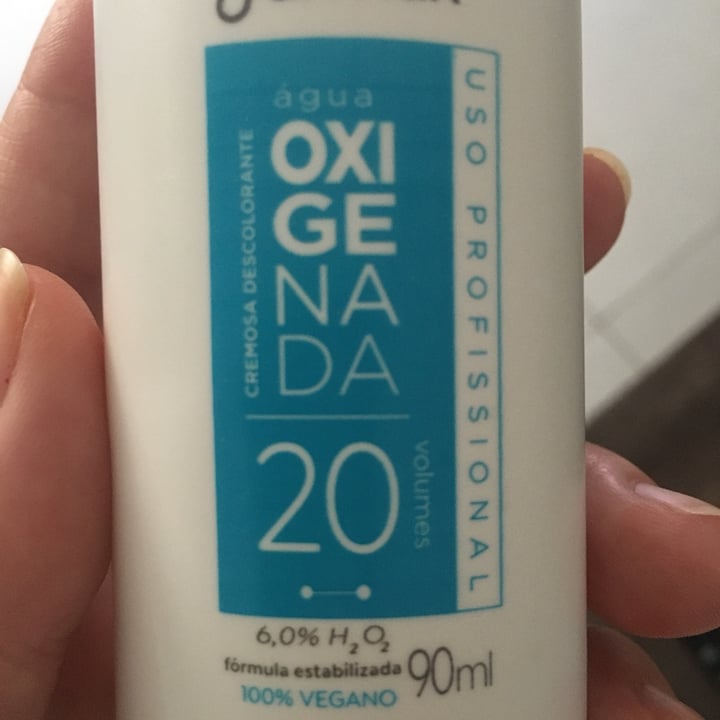 água
OXI
GE
NA
DA
CREMOSA DESCOLORANTE
20
volumes
USO PROFISSIONAL
6,0% H2O2
fórmula estabilizada
90ml
100% VEGANO